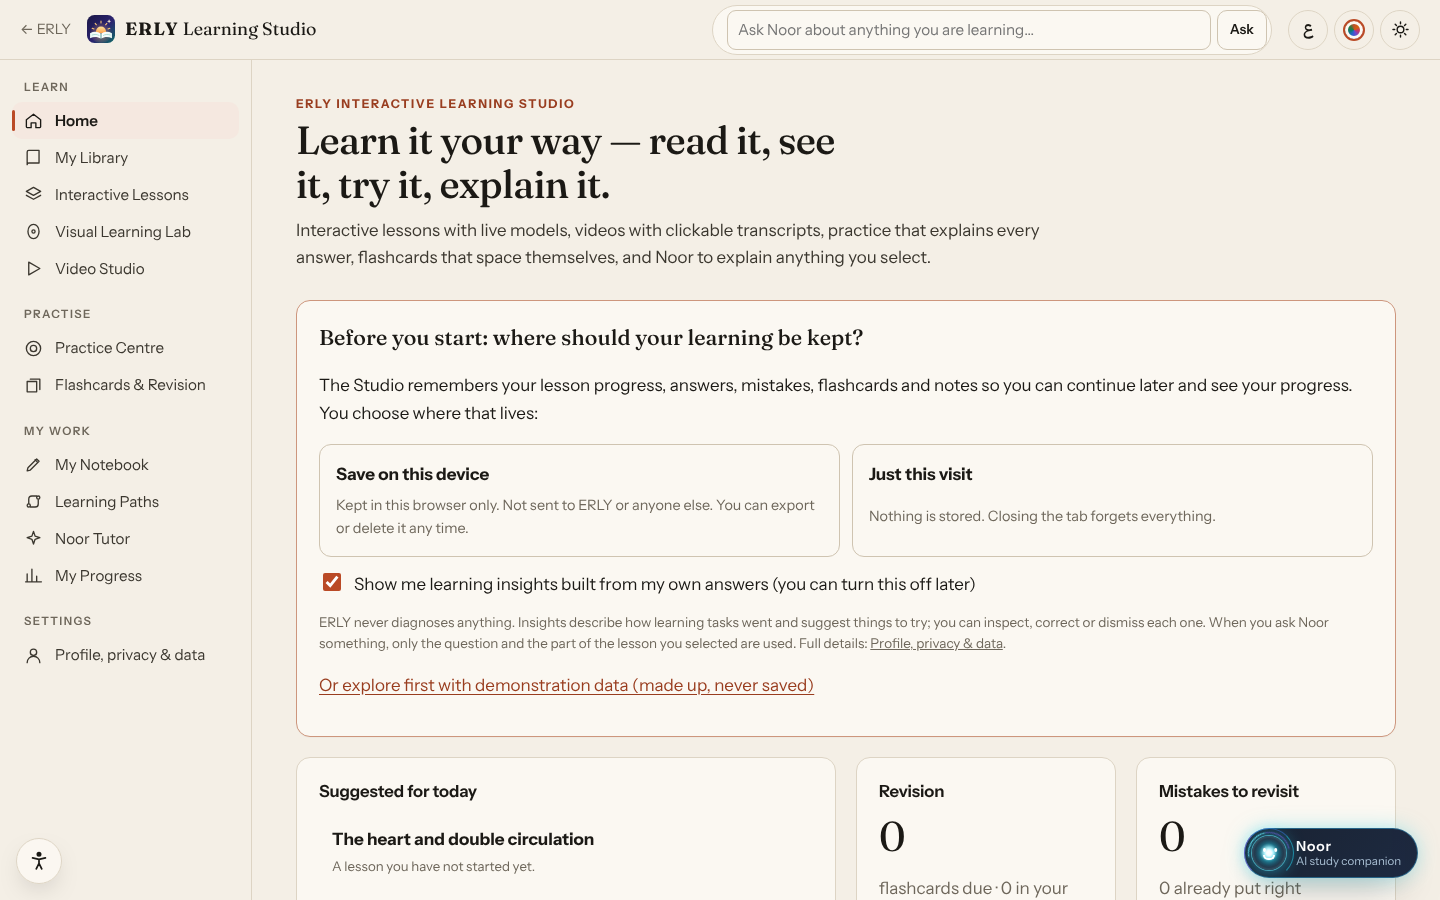 ← ERLY
ERLY Learning Studio
Ask Noor about anything you are learning...
Ask
ع
LEARN
Home
My Library
Interactive Lessons
Visual Learning Lab
Video Studio
PRACTISE
Practice Centre
Flashcards & Revision
MY WORK
My Notebook
Learning Paths
Noor Tutor
My Progress
SETTINGS
Profile, privacy & data
ERLY INTERACTIVE LEARNING STUDIO
Learn it your way — read it, see
it, try it, explain it.
Interactive lessons with live models, videos with clickable transcripts, practice that explains every
answer, flashcards that space themselves, and Noor to explain anything you select.
Before you start: where should your learning be kept?
The Studio remembers your lesson progress, answers, mistakes, flashcards and notes so you can continue later and see your progress.
You choose where that lives:
Save on this device
Kept in this browser only. Not sent to ERLY or anyone else. You can export
or delete it any time.
Just this visit
Nothing is stored. Closing the tab forgets everything.
Show me learning insights built from my own answers (you can turn this off later)
ERLY never diagnoses anything. Insights describe how learning tasks went and suggest things to try; you can inspect, correct or dismiss each one. When you ask Noor
something, only the question and the part of the lesson you selected are used. Full details: Profile, privacy & data.
Or explore first with demonstration data (made up, never saved)
Suggested for today
The heart and double circulation
A lesson you have not started yet.
Revision
0
flashcards due · 0 in your
Mistakes to revisit
0
0 already put right
Noor
AI study companion